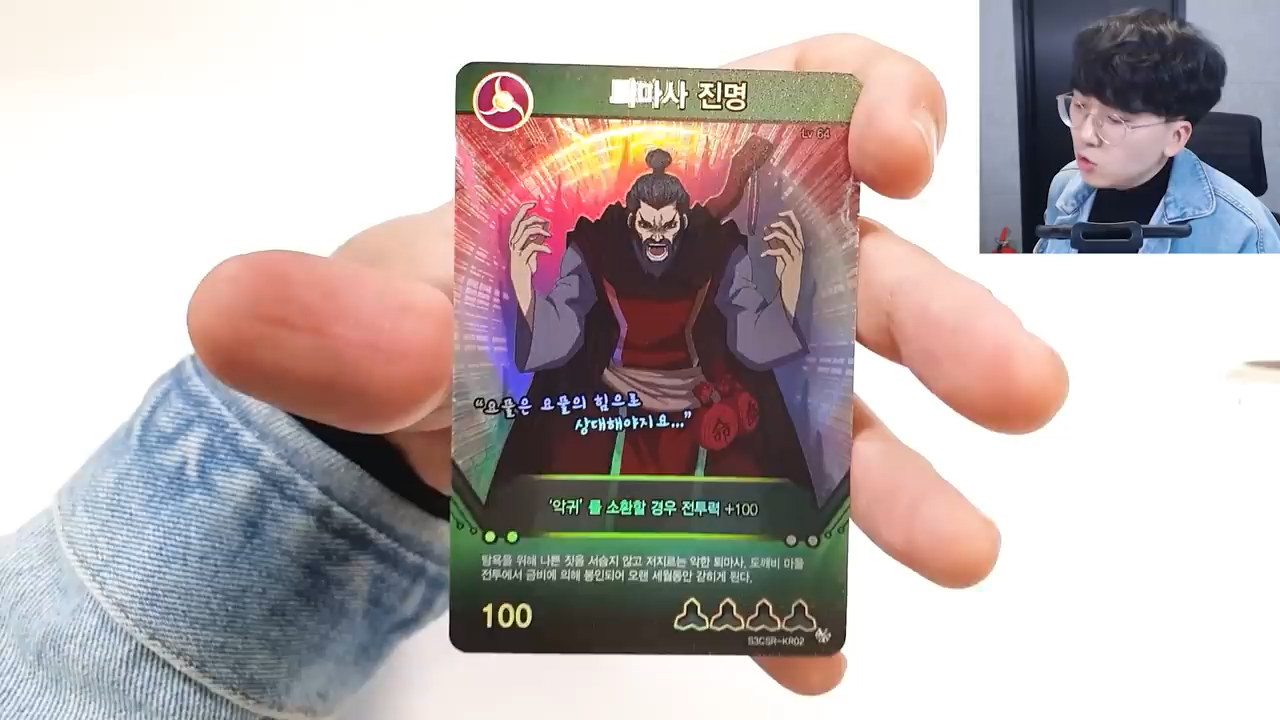 퇴마사 진명
Lv 64
“요물은 요물의 힘으로
상대해야지요...”
'악귀' 를 소환할 경우 전투력 +100
탐욕을 위해 나쁜 짓을 서슴지 않고 저지르는 악한 퇴마사. 도깨비 마을
전투에서 금비에 의해 봉인되어 오랜 세월동안 갇히게 된다.
100
S3CSR-KR02